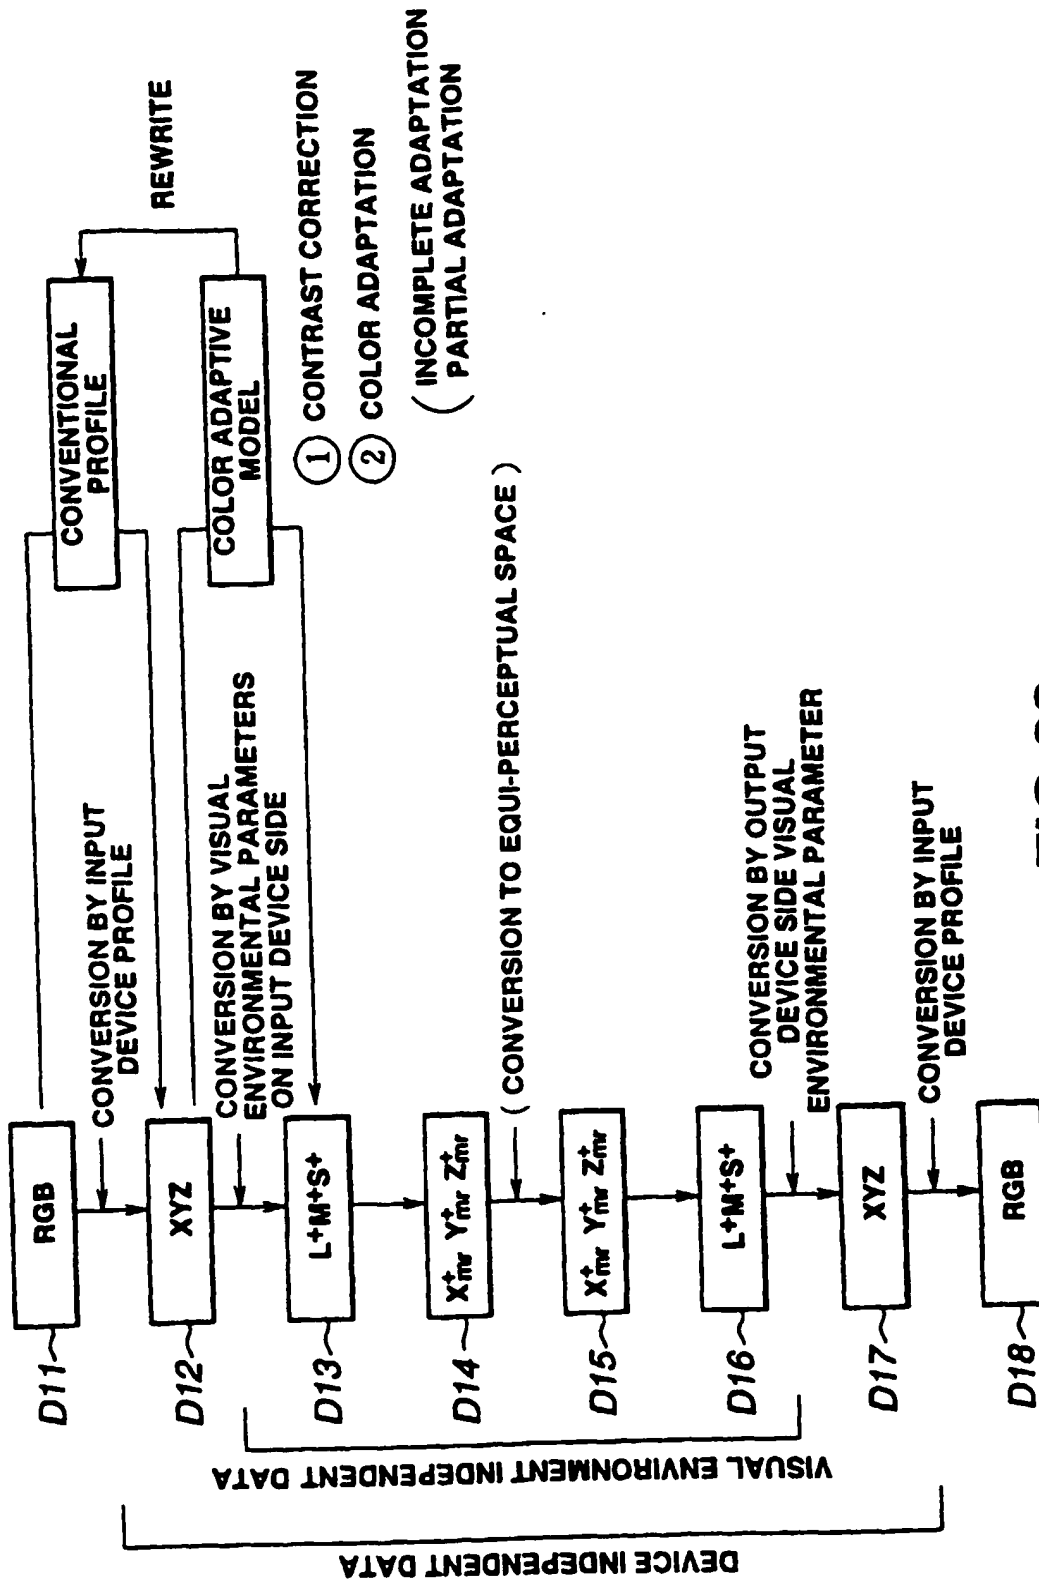 REWRITE
CONVENTIONAL
PROFILE
COLOR ADAPTIVE
MODEL
① CONTRAST CORRECTION
② COLOR ADAPTATION
( INCOMPLETE ADAPTATION
PARTIAL ADAPTATION
CONVERSION BY INPUT
DEVICE PROFILE
CONVERSION BY VISUAL
ENVIRONMENTAL PARAMETERS
ON INPUT DEVICE SIDE
( CONVERSION TO EQUI-PERCEPTUAL SPACE )
CONVERSION BY OUTPUT
DEVICE SIDE VISUAL
ENVIRONMENTAL PARAMETER
CONVERSION BY INPUT
DEVICE PROFILE
RGB
XYZ
L+M+S+
X+mr Y+mr Z+mr
X+mr Y+mr Z+mr
L+M+S+
XYZ
RGB
D11
D12
D13
D14
D15
D16
D17
D18
VISUAL ENVIRONMENT INDEPENDENT DATA
DEVICE INDEPENDENT DATA